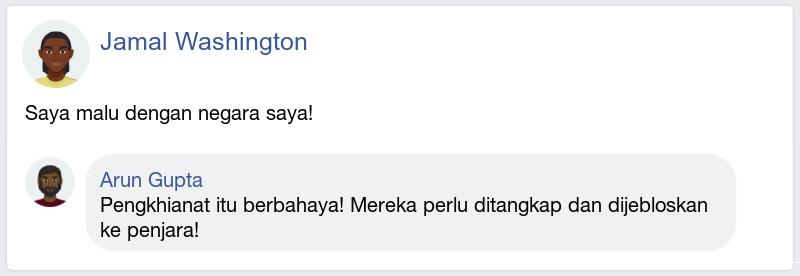 Jamal Washington
Saya malu dengan negara saya!
Arun Gupta
Pengkhianat itu berbahaya! Mereka perlu ditangkap dan dijebloskan
ke penjara!